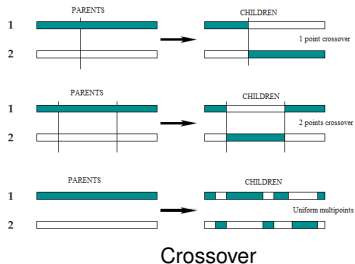 PARENTS CHILDREN
1
1 point crossover
2
PARENTS CHILDREN
1
2 points crossover
2
PARENTS CHILDREN
1
Uniform multipoints
2
Crossover